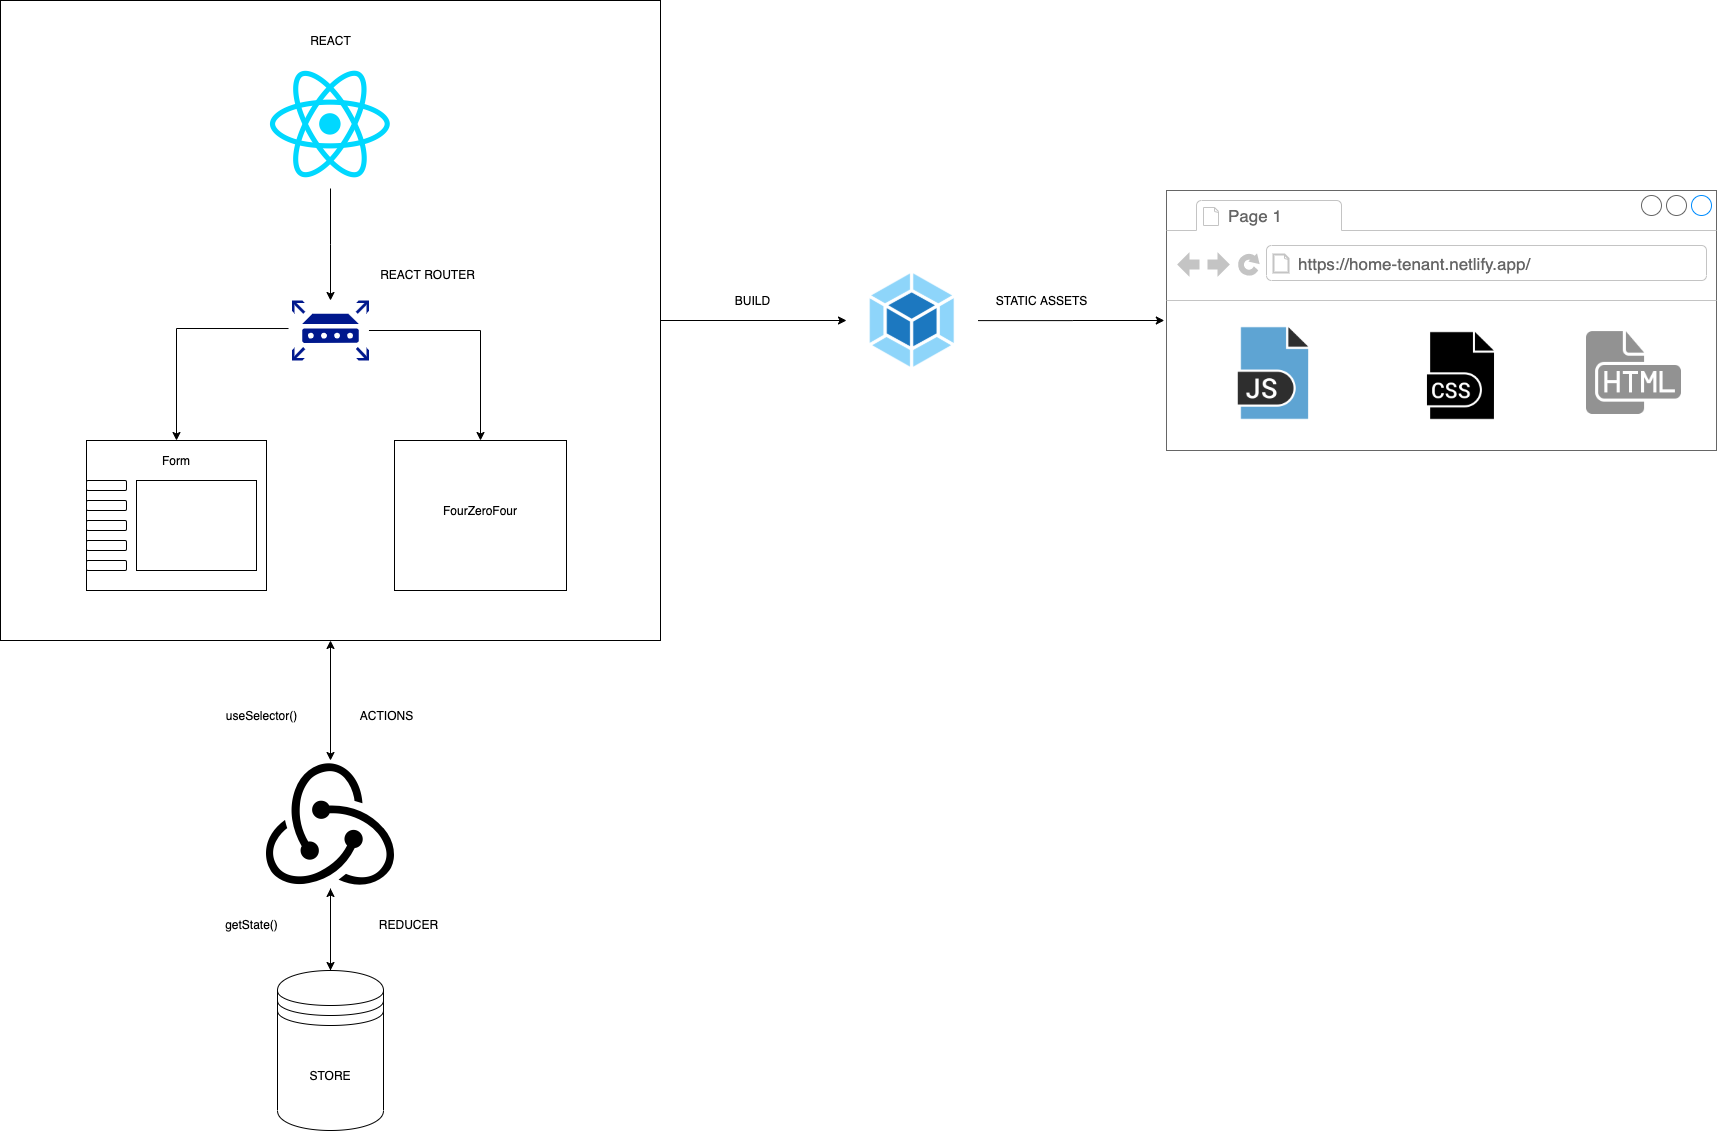 REACT
REACT ROUTER
Form
FourZeroFour
BUILD
STATIC ASSETS
Page 1
https://home-tenant.netlify.app/
JS
CSS
HTML
useSelector()
ACTIONS
getState()
REDUCER
STORE